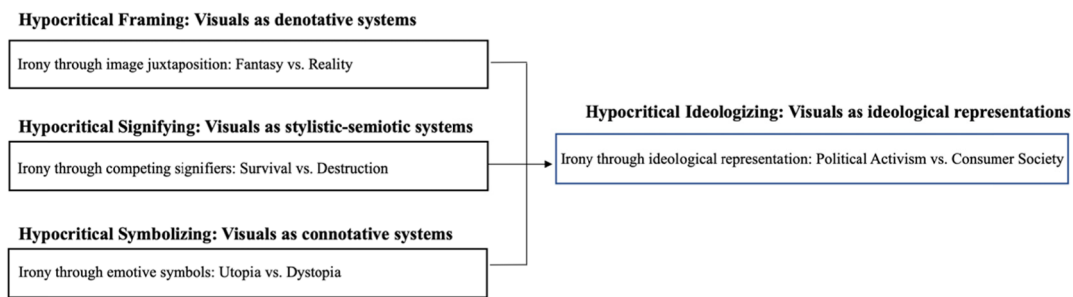 Hypocritical Framing: Visuals as denotative systems
Irony through image juxtaposition: Fantasy vs. Reality
Hypocritical Signifying: Visuals as stylistic-semiotic systems
Irony through competing signifiers: Survival vs. Destruction
Hypocritical Symbolizing: Visuals as connotative systems
Irony through emotive symbols: Utopia vs. Dystopia
Hypocritical Ideologizing: Visuals as ideological representations
Irony through ideological representation: Political Activism vs. Consumer Society